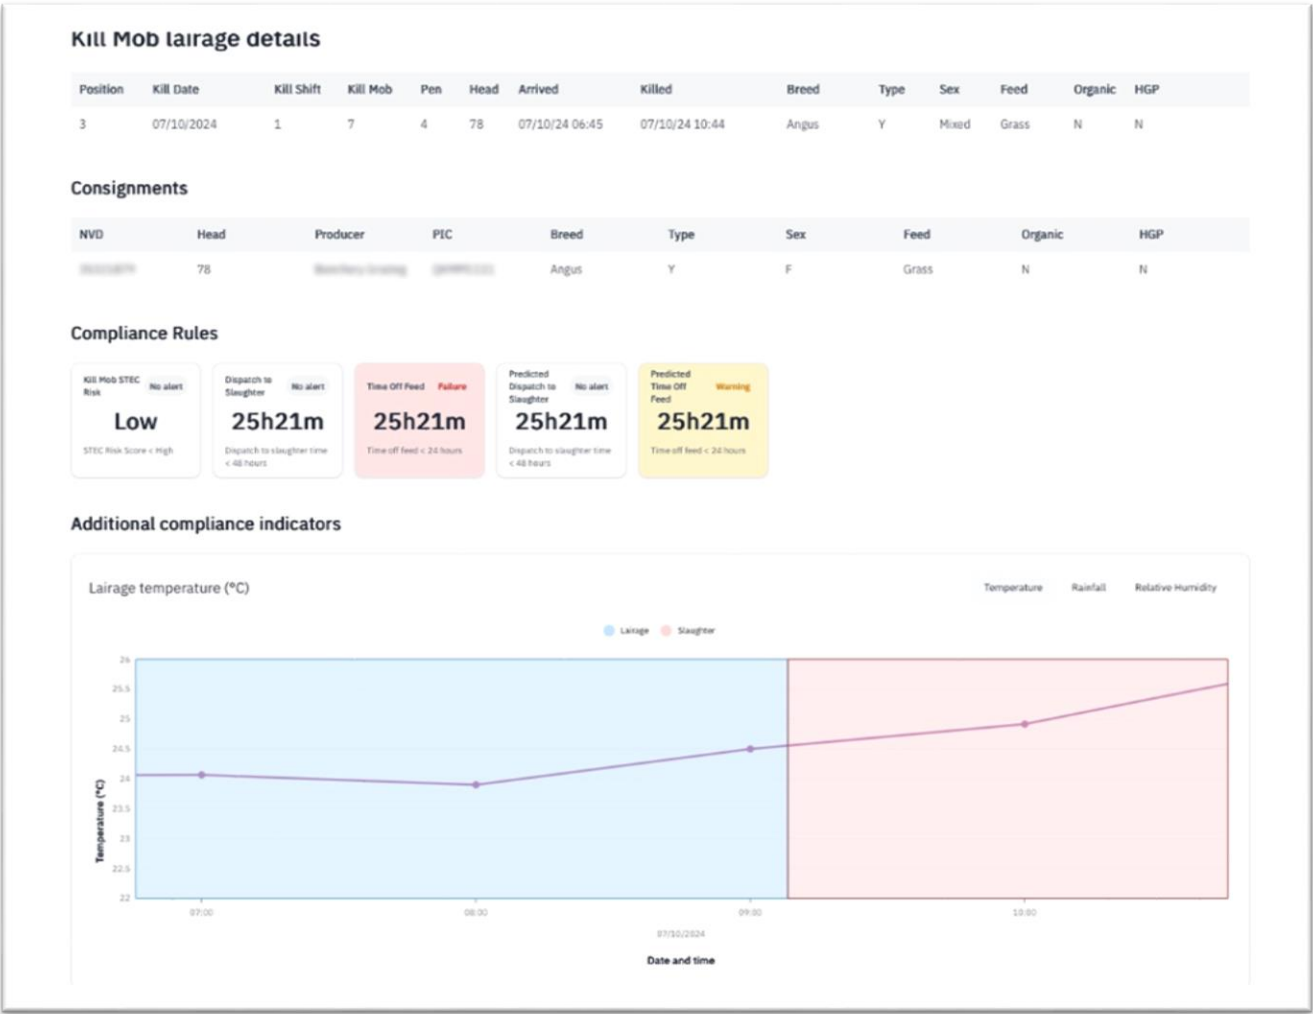 Kill Mob lairage details
Position Kill Date Kill Shift Kill Mob Pen Head Arrived Killed Breed Type Sex Feed Organic HGP
3 07/10/2024 1 7 4 78 07/10/24 06:45 07/10/24 10:44 Angus Y Mixed Grass N N
Consignments
NVD Head Producer PIC Breed Type Sex Feed Organic HGP
78 Angus Y F Grass N N
Compliance Rules
Kill Mob STEC Risk No alert
Low
STEC Risk Score < High
Dispatch to Slaughter No alert
25h21m
Dispatch to slaughter time
< 48 hours
Time Off Feed Failure
25h21m
Time off feed < 24 hours
Predicted Dispatch to Slaughter No alert
25h21m
Dispatch to slaughter time
< 48 hours
Predicted Time Off Feed Warning
25h21m
Time off feed < 24 hours
Additional compliance indicators
Lairage temperature (°C) Temperature Rainfall Relative Humidity
Lairage Slaughter
26
25.5
25
24.5
24
23.5
23
22.5
22
Temperature (°C)
07:00 08:00 09:00 10:00
07/10/2024
Date and time